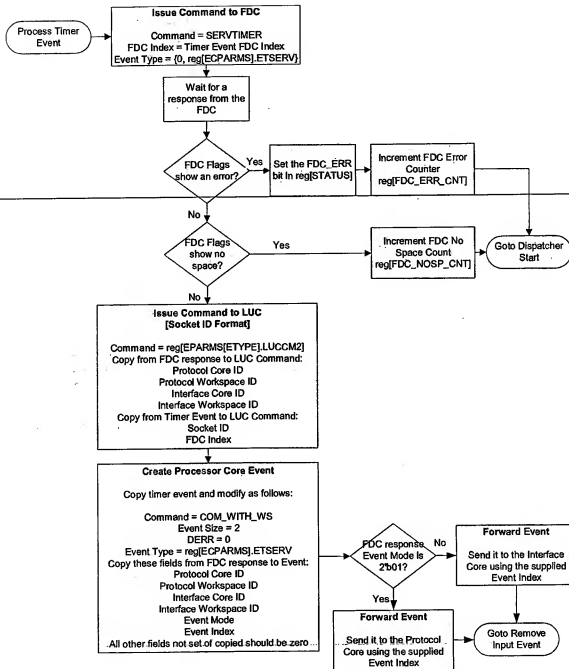 Process Timer
Event
Issue Command to FDC
Command = SERVTIMER
FDC Index = Timer Event FDC Index
Event Type = {0, reg[ECPARMS].ETSERV}
Wait for a
response from the
FDC
FDC Flags
show an error?
Yes
Set the FDC_ERR
bit in reg[STATUS]
Increment FDC Error
Counter
reg[FDC_ERR_CNT]
No
FDC Flags
show no
space?
Yes
Increment FDC No
Space Count
reg[FDC_NOSP_CNT]
Goto Dispatcher
Start
No
Issue Command to LUC
[Socket ID Format]
Command = reg[EPARMS[ETYPE].LUCCM2]
Copy from FDC response to LUC Command:
Protocol Core ID
Protocol Workspace ID
Interface Core ID
Interface Workspace ID
Copy from Timer Event to LUC Command:
Socket ID
FDC Index
Create Processor Core Event
Copy timer event and modify as follows:
Command = COM_WITH_WS
Event Size = 2
DERR = 0
Event Type = reg[ECPARMS].ETSERV
Copy these fields from FDC response to Event:
Protocol Core ID
Protocol Workspace ID
Interface Core ID
Interface Workspace ID
Event Mode
Event Index
All other fields not set of copied should be zero
FDC response
Event Mode is
2'b01?
No
Forward Event
Send it to the Interface
Core using the supplied
Event Index
Yes
Forward Event
Send it to the Protocol
Core using the supplied
Event Index
Goto Remove
Input Event